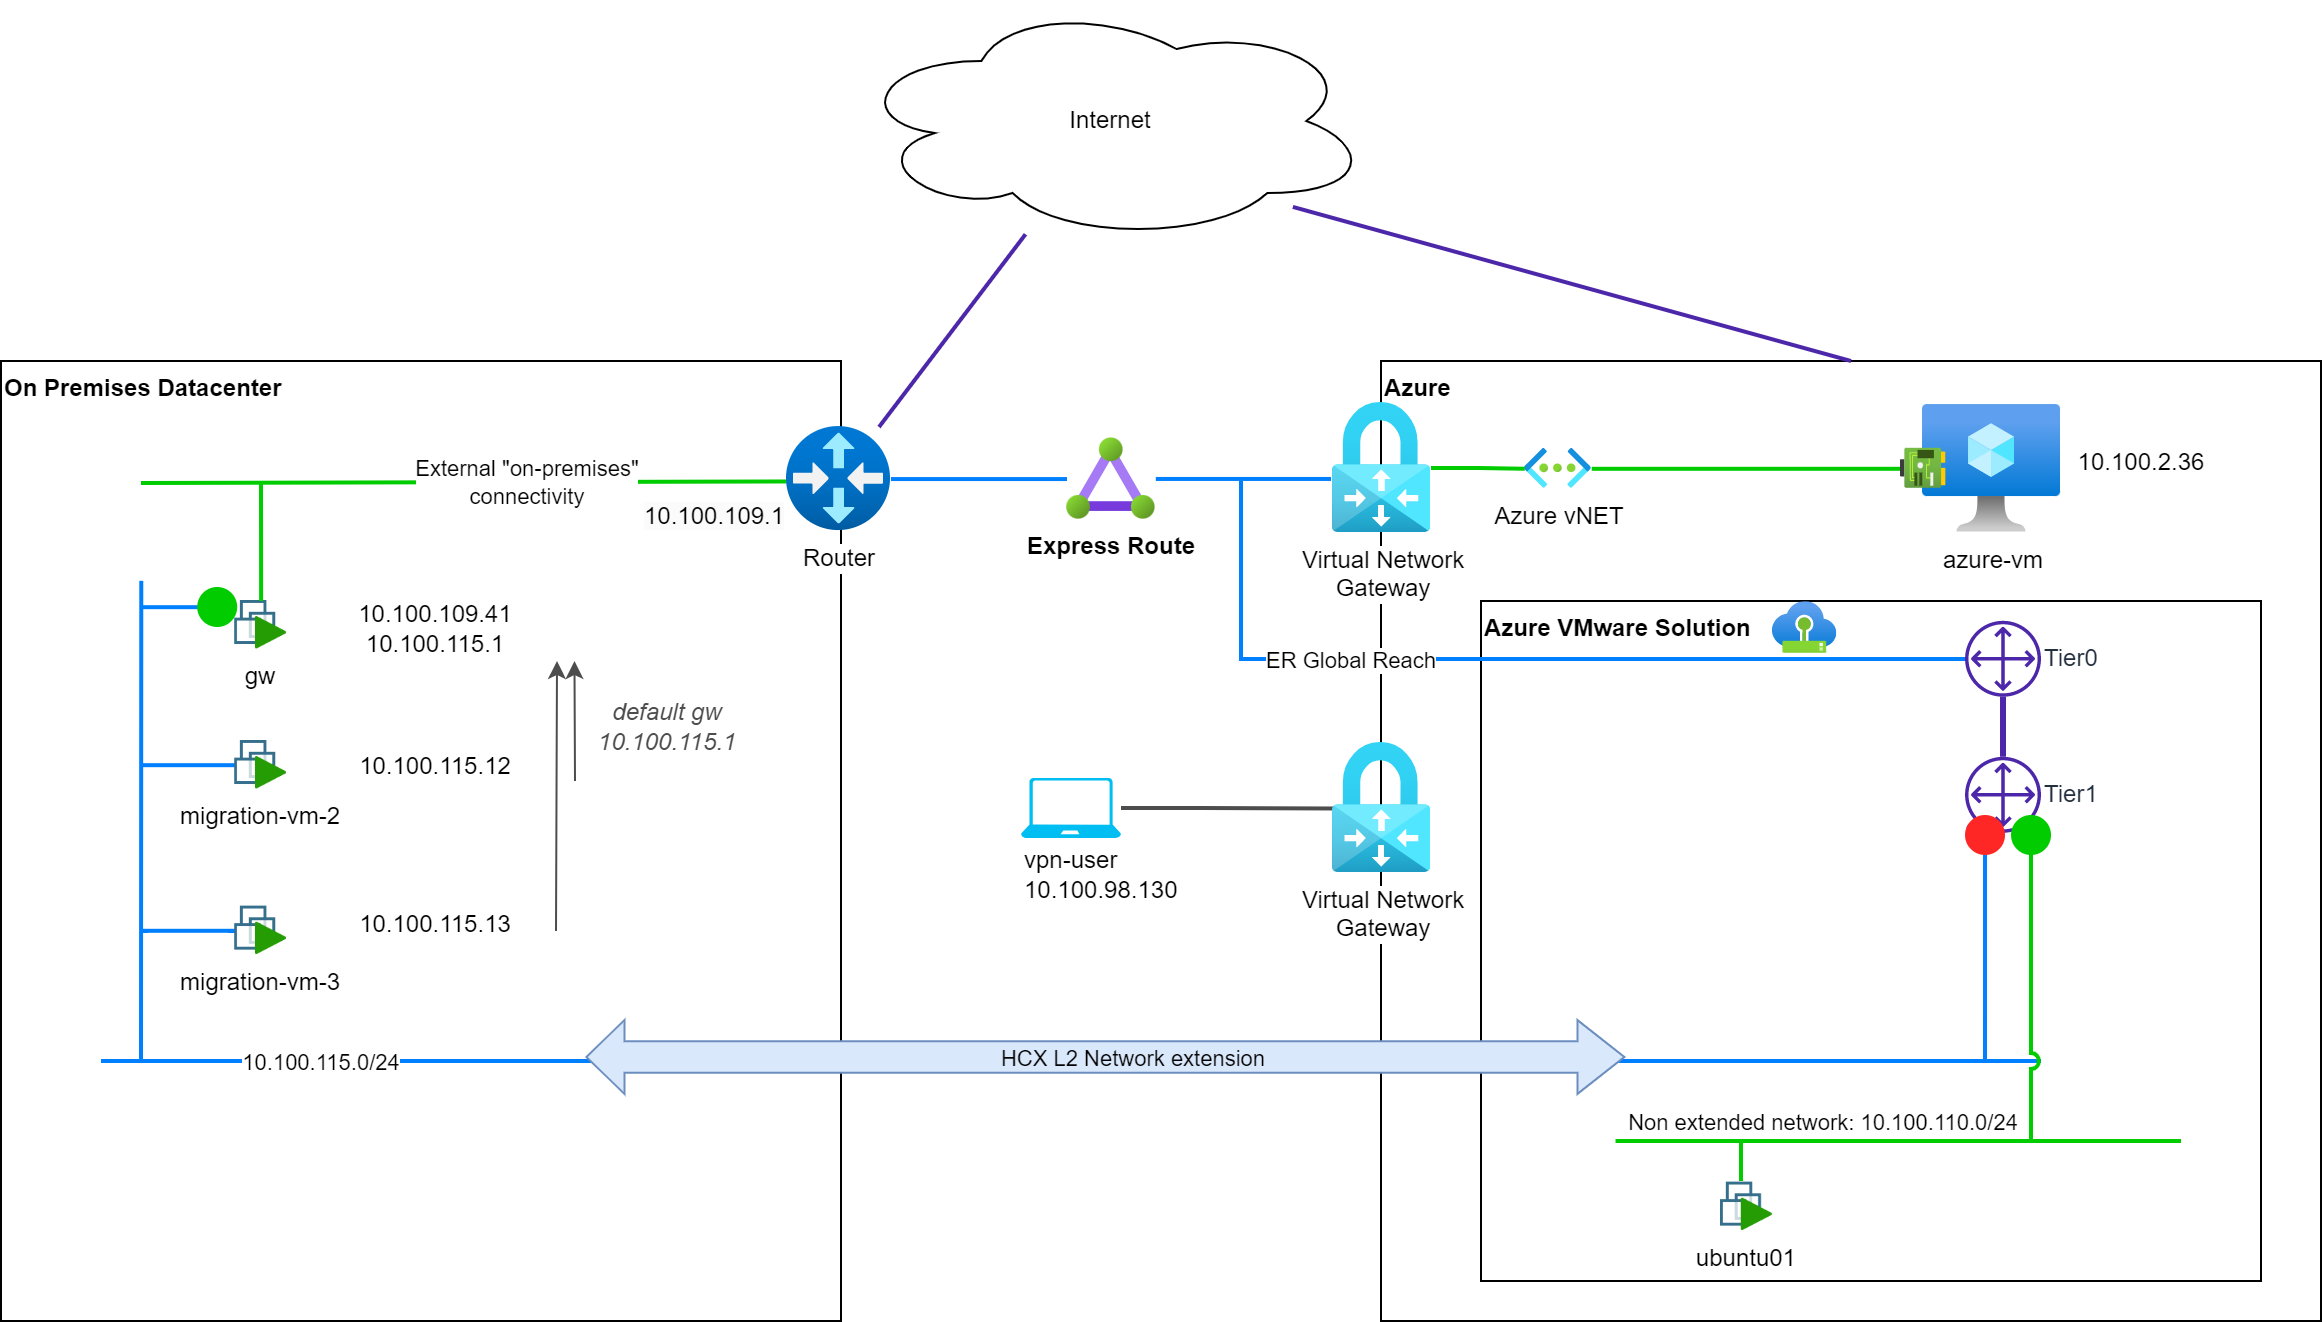 Internet
On Premises Datacenter
Azure
External "on-premises"
connectivity
10.100.109.1
Router
Express Route
Virtual Network
Gateway
Azure vNET
10.100.2.36
azure-vm
10.100.109.41
10.100.115.1
gw
default gw
10.100.115.1
10.100.115.12
migration-vm-2
10.100.115.13
migration-vm-3
10.100.115.0/24
ER Global Reach
Azure VMware Solution
Tier0
Tier1
vpn-user
10.100.98.130
Virtual Network
Gateway
HCX L2 Network extension
Non extended network: 10.100.110.0/24
ubuntu01